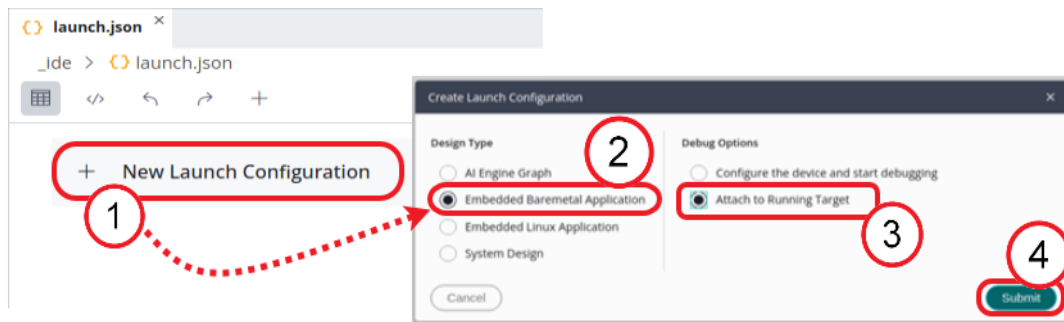 {} launch.json ×
_ide > {} launch.json
</>
+ New Launch Configuration
1
Create Launch Configuration ×
Design Type
2
AI Engine Graph
Embedded Baremetal Application
Embedded Linux Application
System Design
Cancel
Debug Options
Configure the device and start debugging
Attach to Running Target
3
4
Submit